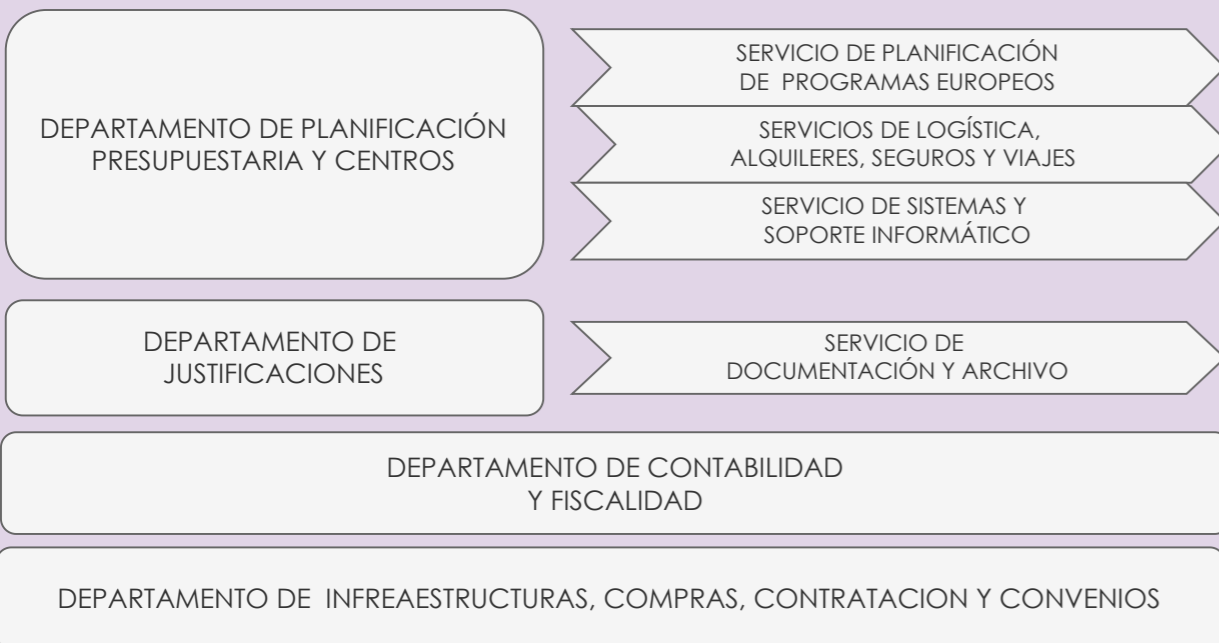 DEPARTAMENTO DE PLANIFICACIÓN
PRESUPUESTARIA Y CENTROS
SERVICIO DE PLANIFICACIÓN
DE PROGRAMAS EUROPEOS
SERVICIOS DE LOGÍSTICA,
ALQUILERES, SEGUROS Y VIAJES
SERVICIO DE SISTEMAS Y
SOPORTE INFORMÁTICO
DEPARTAMENTO DE
JUSTIFICACIONES
SERVICIO DE
DOCUMENTACIÓN Y ARCHIVO
DEPARTAMENTO DE CONTABILIDAD
Y FISCALIDAD
DEPARTAMENTO DE INFREAESTRUCTURAS, COMPRAS, CONTRATACION Y CONVENIOS